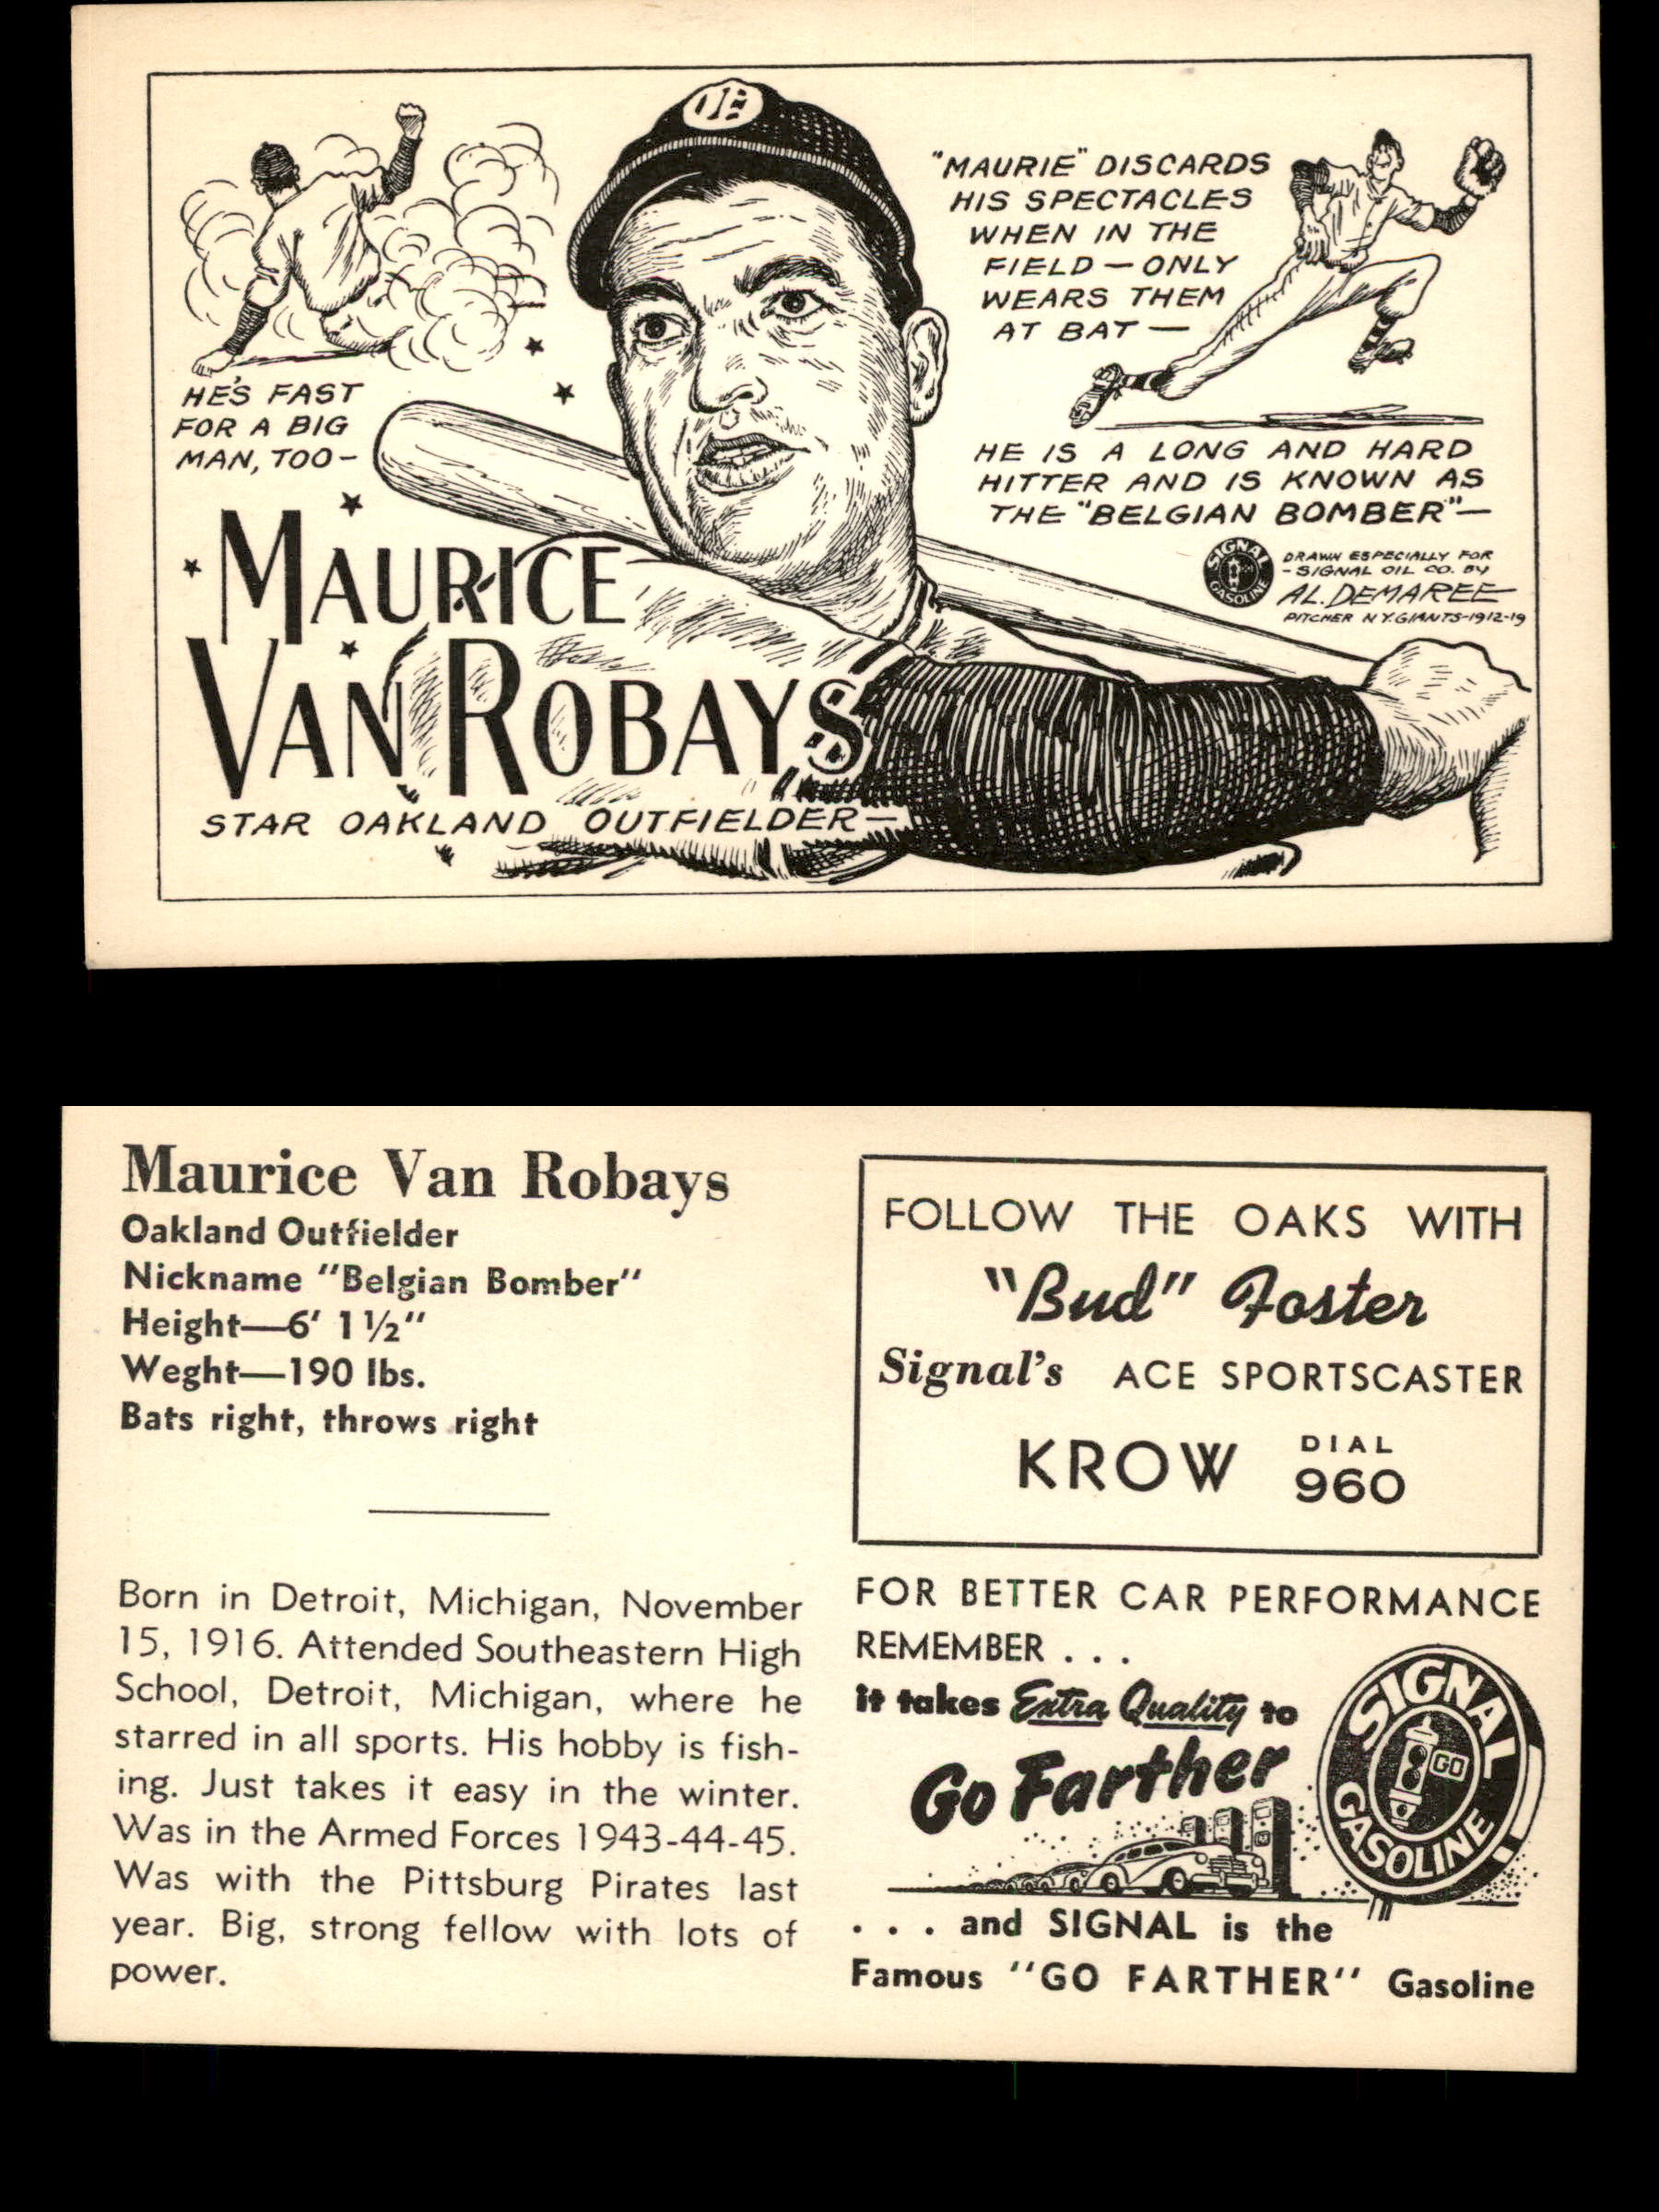 OB
"MAURIE" DISCARDS
HIS SPECTACLES
WHEN IN THE
FIELD — ONLY
WEARS THEM
AT BAT —
HE'S FAST
FOR A BIG
MAN, TOO —
HE IS A LONG AND HARD
HITTER AND IS KNOWN AS
THE "BELGIAN BOMBER" —
SIGNAL
GASOLINE
DRAWN ESPECIALLY FOR
- SIGNAL OIL CO. BY
AL. DEMAREE
PITCHER N.Y. GIANTS-1912-19
MAURICE
VAN ROBAYS
STAR OAKLAND OUTFIELDER —
Maurice Van Robays
Oakland Outfielder
Nickname "Belgian Bomber"
Height—6' 1½"
Weght—190 lbs.
Bats right, throws right
Born in Detroit, Michigan, November
15, 1916. Attended Southeastern High
School, Detroit, Michigan, where he
starred in all sports. His hobby is fish-
ing. Just takes it easy in the winter.
Was in the Armed Forces 1943-44-45.
Was with the Pittsburg Pirates last
year. Big, strong fellow with lots of
power.
FOLLOW THE OAKS WITH
"Bud" Foster
Signal's ACE SPORTSCASTER
KROW DIAL
960
FOR BETTER CAR PERFORMANCE
REMEMBER . . .
it takes Extra Quality to
Go Farther
SIGNAL
GO
GASOLINE
. . . and SIGNAL is the
Famous "GO FARTHER" Gasoline